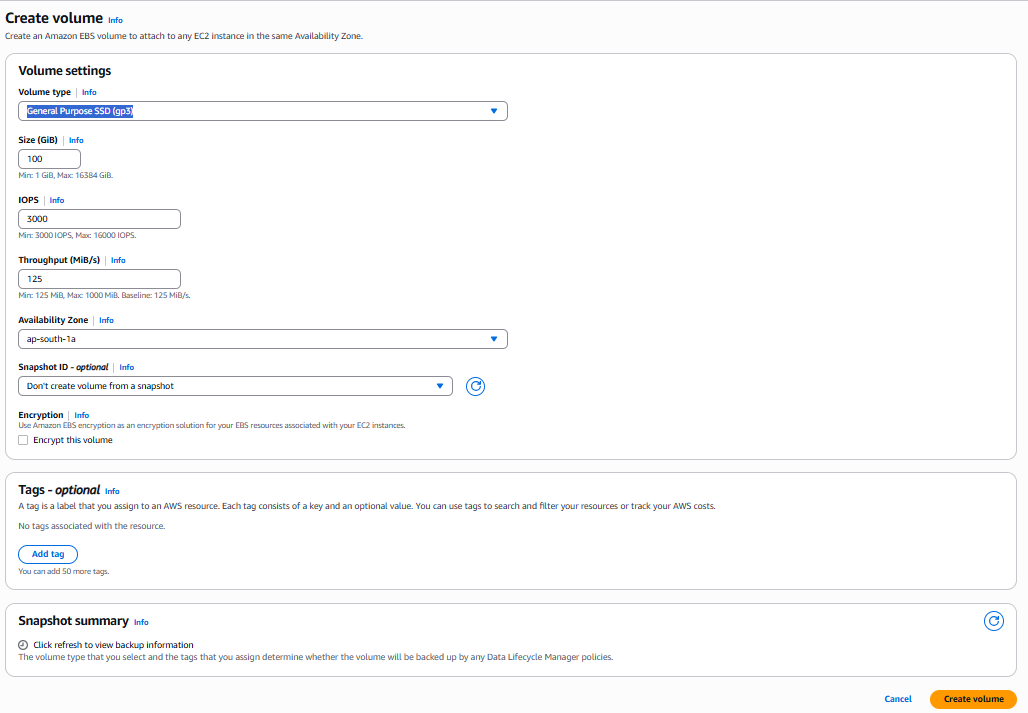 Create volume Info
Create an Amazon EBS volume to attach to any EC2 instance in the same Availability Zone.
Volume settings
Volume type | Info
General Purpose SSD (gp3)
Size (GiB) | Info
100
Min: 1 GiB, Max: 16384 GiB.
IOPS | Info
3000
Min: 3000 IOPS, Max: 16000 IOPS.
Throughput (MiB/s) | Info
125
Min: 125 MiB, Max: 1000 MiB. Baseline: 125 MiB/s.
Availability Zone | Info
ap-south-1a
Snapshot ID - optional | Info
Don't create volume from a snapshot
Encryption | Info
Use Amazon EBS encryption as an encryption solution for your EBS resources associated with your EC2 instances.
Encrypt this volume
Tags - optional Info
A tag is a label that you assign to an AWS resource. Each tag consists of a key and an optional value. You can use tags to search and filter your resources or track your AWS costs.
No tags associated with the resource.
Add tag
You can add 50 more tags.
Snapshot summary Info
Click refresh to view backup information
The volume type that you select and the tags that you assign determine whether the volume will be backed up by any Data Lifecycle Manager policies.
Cancel Create volume